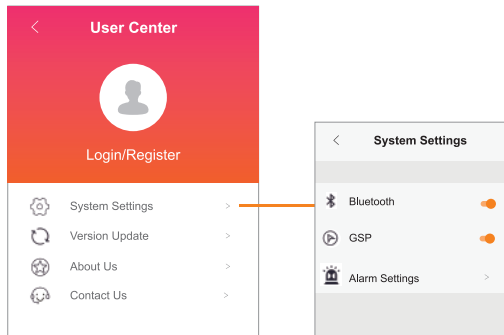 User Center
Login/Register
System Settings
Version Update
About Us
Contact Us
System Settings
Bluetooth
GSP
Alarm Settings